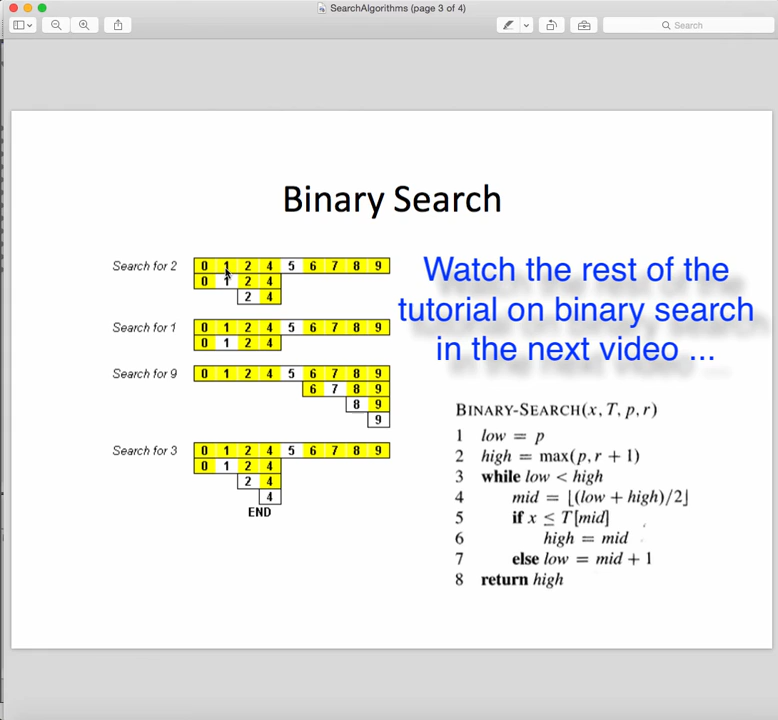 SearchAlgorithms (page 3 of 4)
Search
Binary Search
Search for 2
0 1 2 4 5 6 7 8 9
0 1 2 4
2 4
Search for 1
0 1 2 4 5 6 7 8 9
0 1 2 4
Search for 9
0 1 2 4 5 6 7 8 9
6 7 8 9
8 9
9
Search for 3
0 1 2 4 5 6 7 8 9
0 1 2 4
2 4
4
END
Watch the rest of the
tutorial on binary search
in the next video ...
BINARY-SEARCH(x, T, p, r)
1 low = p
2 high = max(p, r + 1)
3 while low < high
4 mid = ⌊(low + high)/2⌋
5 if x ≤ T[mid]
6 high = mid
7 else low = mid + 1
8 return high